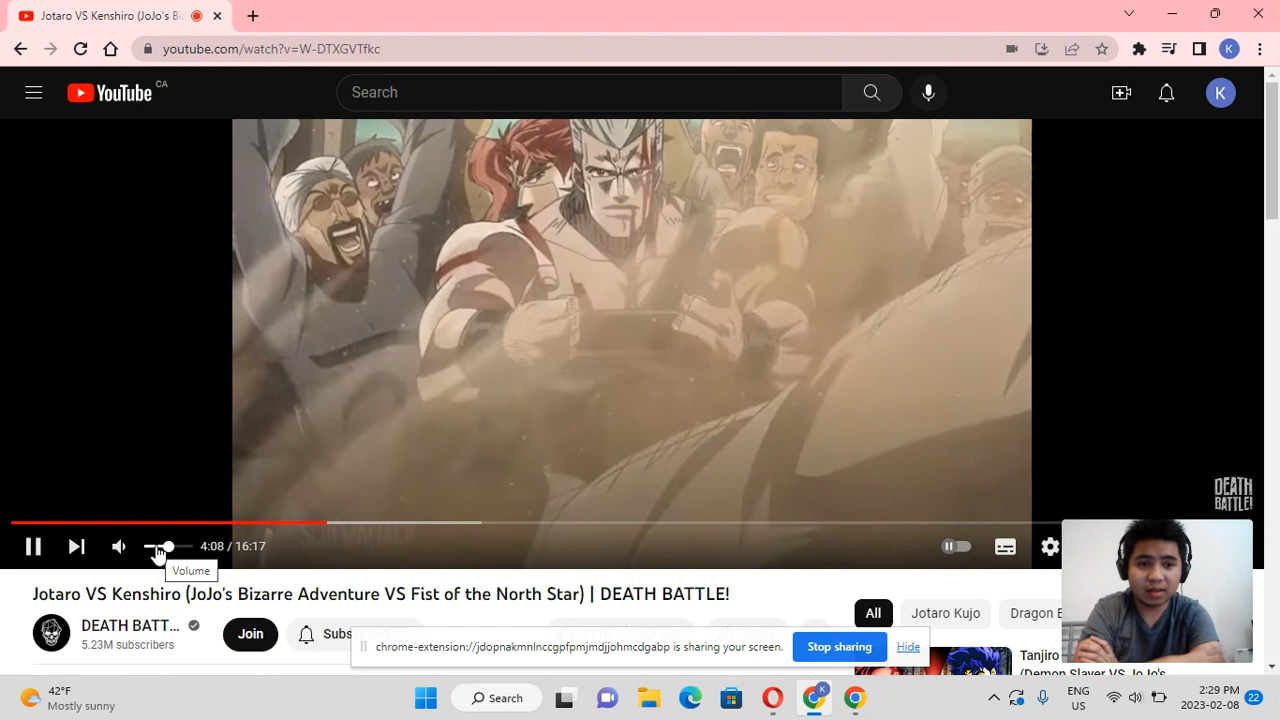 Jotaro VS Kenshiro (JoJo's Bi
youtube.com/watch?v=W-DTXGVTfkc
K
YouTube CA
Search
K
DEATH BATTLE!
4:08 / 16:17
Volume
Jotaro VS Kenshiro (JoJo's Bizarre Adventure VS Fist of the North Star) | DEATH BATTLE!
DEATH BATT...
5.23M subscribers
Join
Subs
All
Jotaro Kujo
Dragon B
chrome-extension://jdopnakmnlnccgpfpmjmdjjohmcdgabp is sharing your screen.
Stop sharing
Hide
Tanjiro
(Demon Slayer VS JoJo's
42°F
Mostly sunny
Search
K
ENG
US
2:29 PM
2023-02-08
22